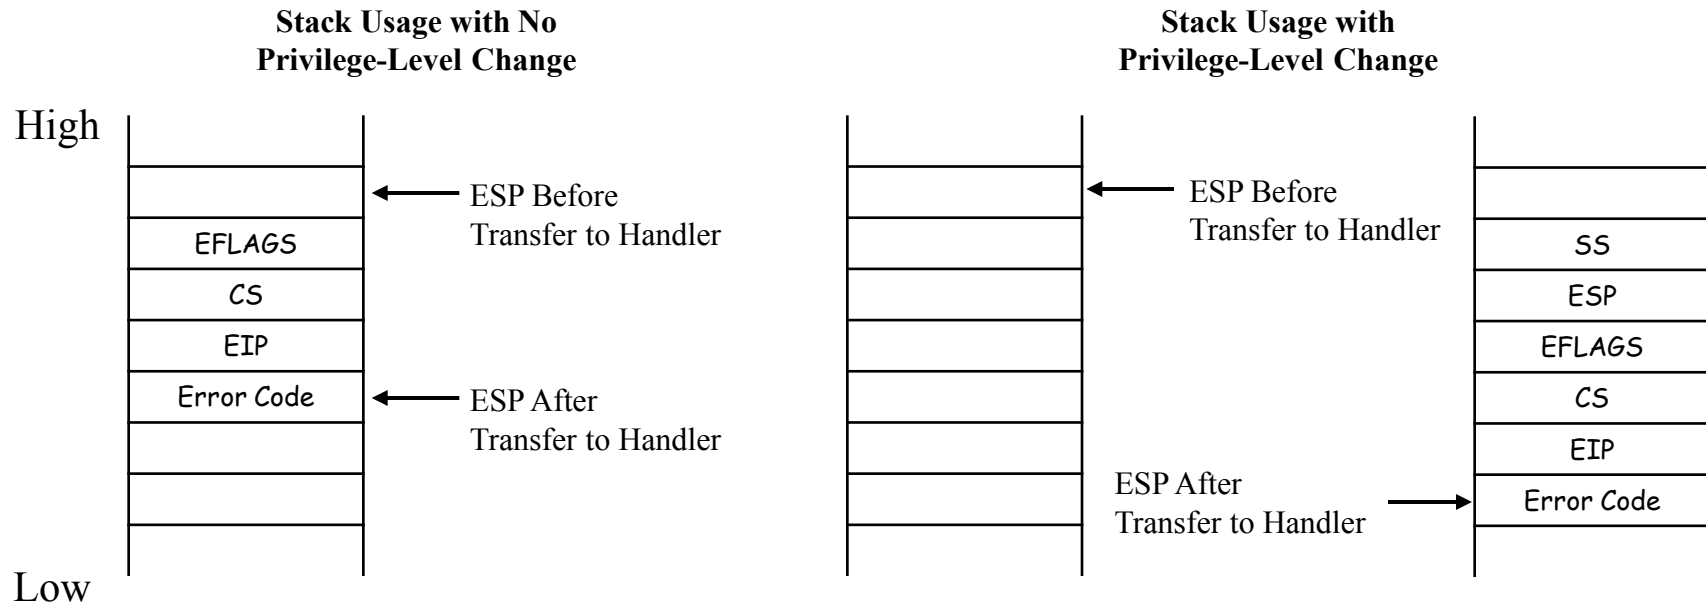 Stack Usage with No
Privilege-Level Change
Stack Usage with
Privilege-Level Change
High
ESP Before
Transfer to Handler
EFLAGS
CS
EIP
Error Code
ESP After
Transfer to Handler
Low
ESP Before
Transfer to Handler
SS
ESP
EFLAGS
CS
EIP
Error Code
ESP After
Transfer to Handler